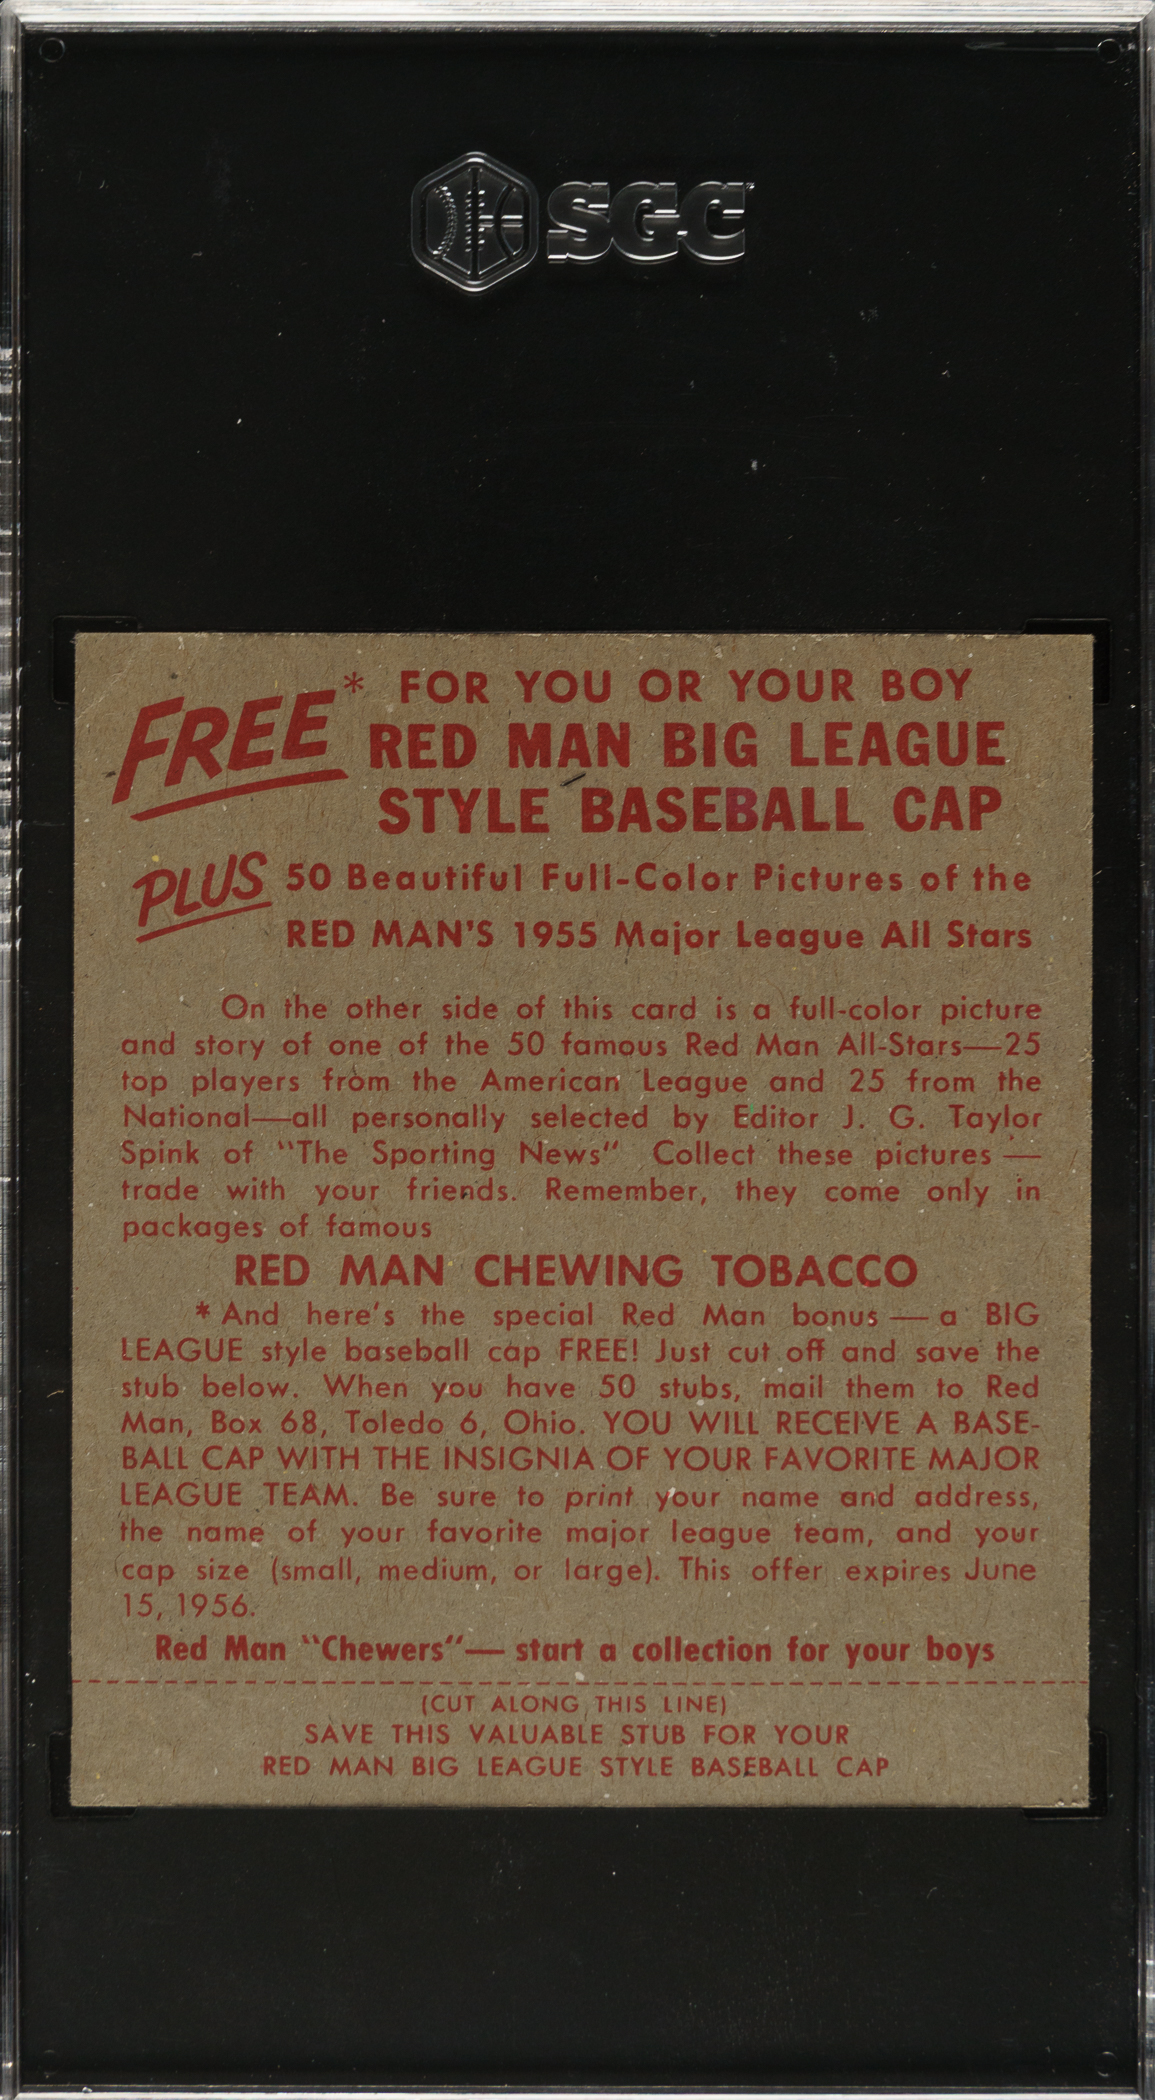 SGC
FREE* FOR YOU OR YOUR BOY
RED MAN BIG LEAGUE
STYLE BASEBALL CAP
PLUS 50 Beautiful Full-Color Pictures of the
RED MAN'S 1955 Major League All Stars
On the other side of this card is a full-color picture
and story of one of the 50 famous Red Man All-Stars—25
top players from the American League and 25 from the
National—all personally selected by Editor J. G. Taylor
Spink of "The Sporting News" Collect these pictures —
trade with your friends. Remember, they come only in
packages of famous
RED MAN CHEWING TOBACCO
* And here's the special Red Man bonus — a BIG
LEAGUE style baseball cap FREE! Just cut off and save the
stub below. When you have 50 stubs, mail them to Red
Man, Box 68, Toledo 6, Ohio. YOU WILL RECEIVE A BASE-
BALL CAP WITH THE INSIGNIA OF YOUR FAVORITE MAJOR
LEAGUE TEAM. Be sure to print your name and address,
the name of your favorite major league team, and your
cap size (small, medium, or large). This offer expires June
15, 1956.
Red Man "Chewers"— start a collection for your boys
(CUT ALONG THIS LINE)
SAVE THIS VALUABLE STUB FOR YOUR
RED MAN BIG LEAGUE STYLE BASEBALL CAP